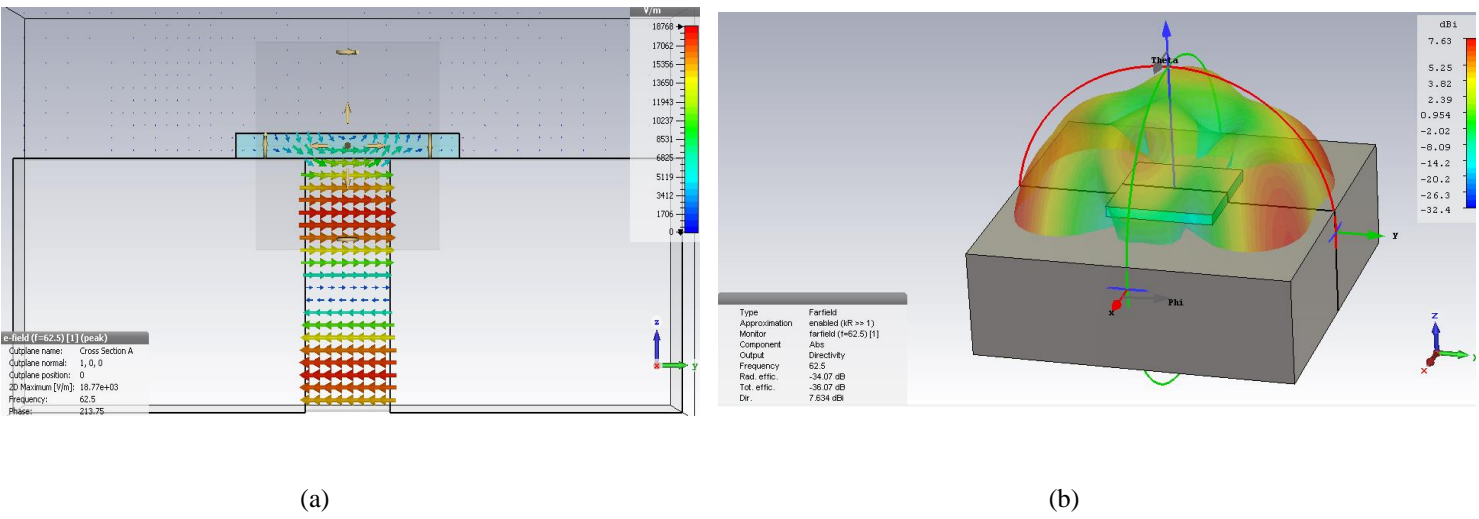 V/m
18768
17062
15356
13650
11943
10237
8531
6825
5119
3412
1706
0
z
y
x
e-field (f=62.5) [1] (peak)
Cutplane name: Cross Section A
Cutplane normal: 1, 0, 0
Cutplane position: 0
2D Maximum [V/m]: 18.77e+03
Frequency: 62.5
Phase: 213.75
dBi
7.63
5.25
3.82
2.39
0.954
-2.02
-8.09
-14.2
-20.2
-26.3
-32.4
Theta
Y
Phi
x
Type Farfield
Approximation enabled (kR >> 1)
Monitor farfield (f=62.5) [1]
Component Abs
Output Directivity
Frequency 62.5
Rad. effic. -34.07 dB
Tot. effic. -36.07 dB
Dir. 7.634 dBi
z
x
(a)
(b)